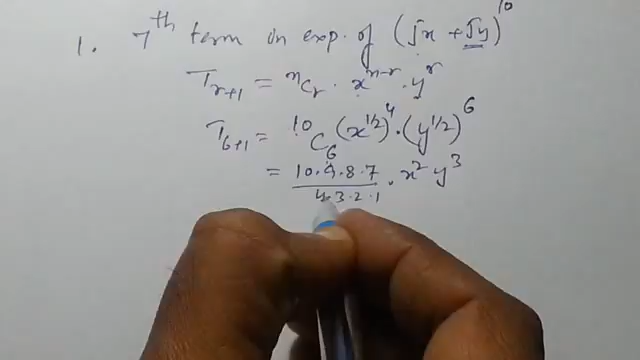 1. 7th term in exp. of (√x + √y)^10
T_{r+1} = ^nC_r . x^{n-r} . y^r
T_{6+1} = ^10C_6 (x^{1/2})^4 . (y^{1/2})^6
= 10.9.8.7 / 4.3.2.1 . x^2 y^3